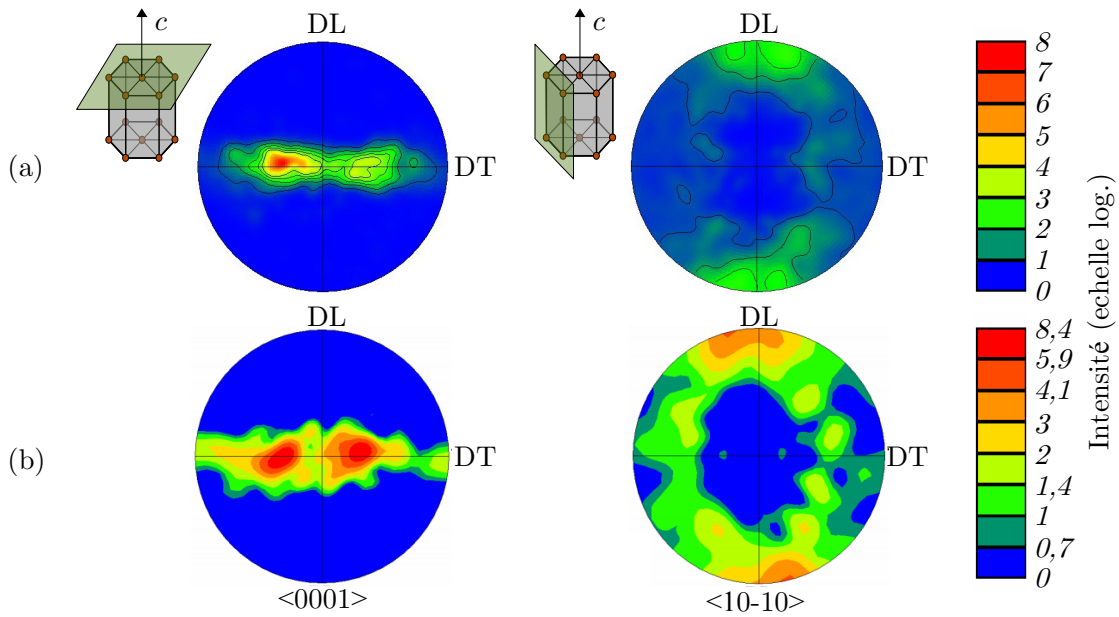 c
DL
c
DL
(a)
DT
DT
8
7
6
5
4
3
2
1
0
Intensité (echelle log.)
(b)
DL
DT
DL
DT
8,4
5,9
4,1
3
2
1,4
1
0,7
0
<0001>
<10-10>